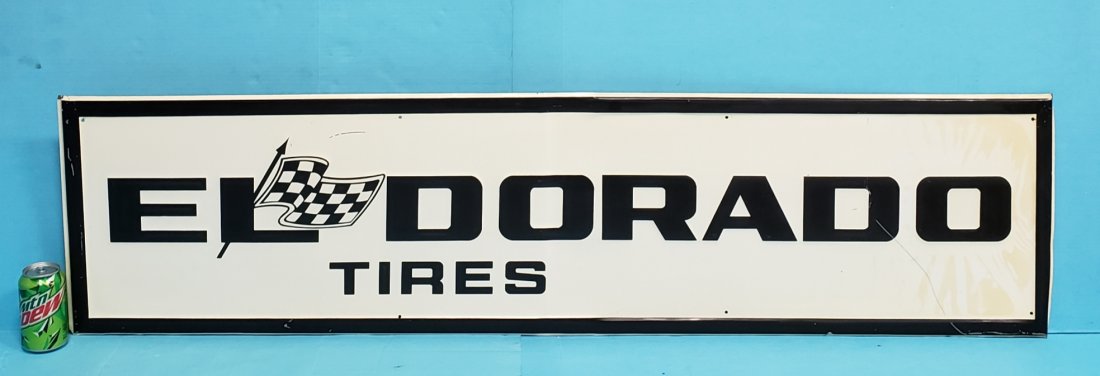 EL DORADO
TIRES
mtn
dew